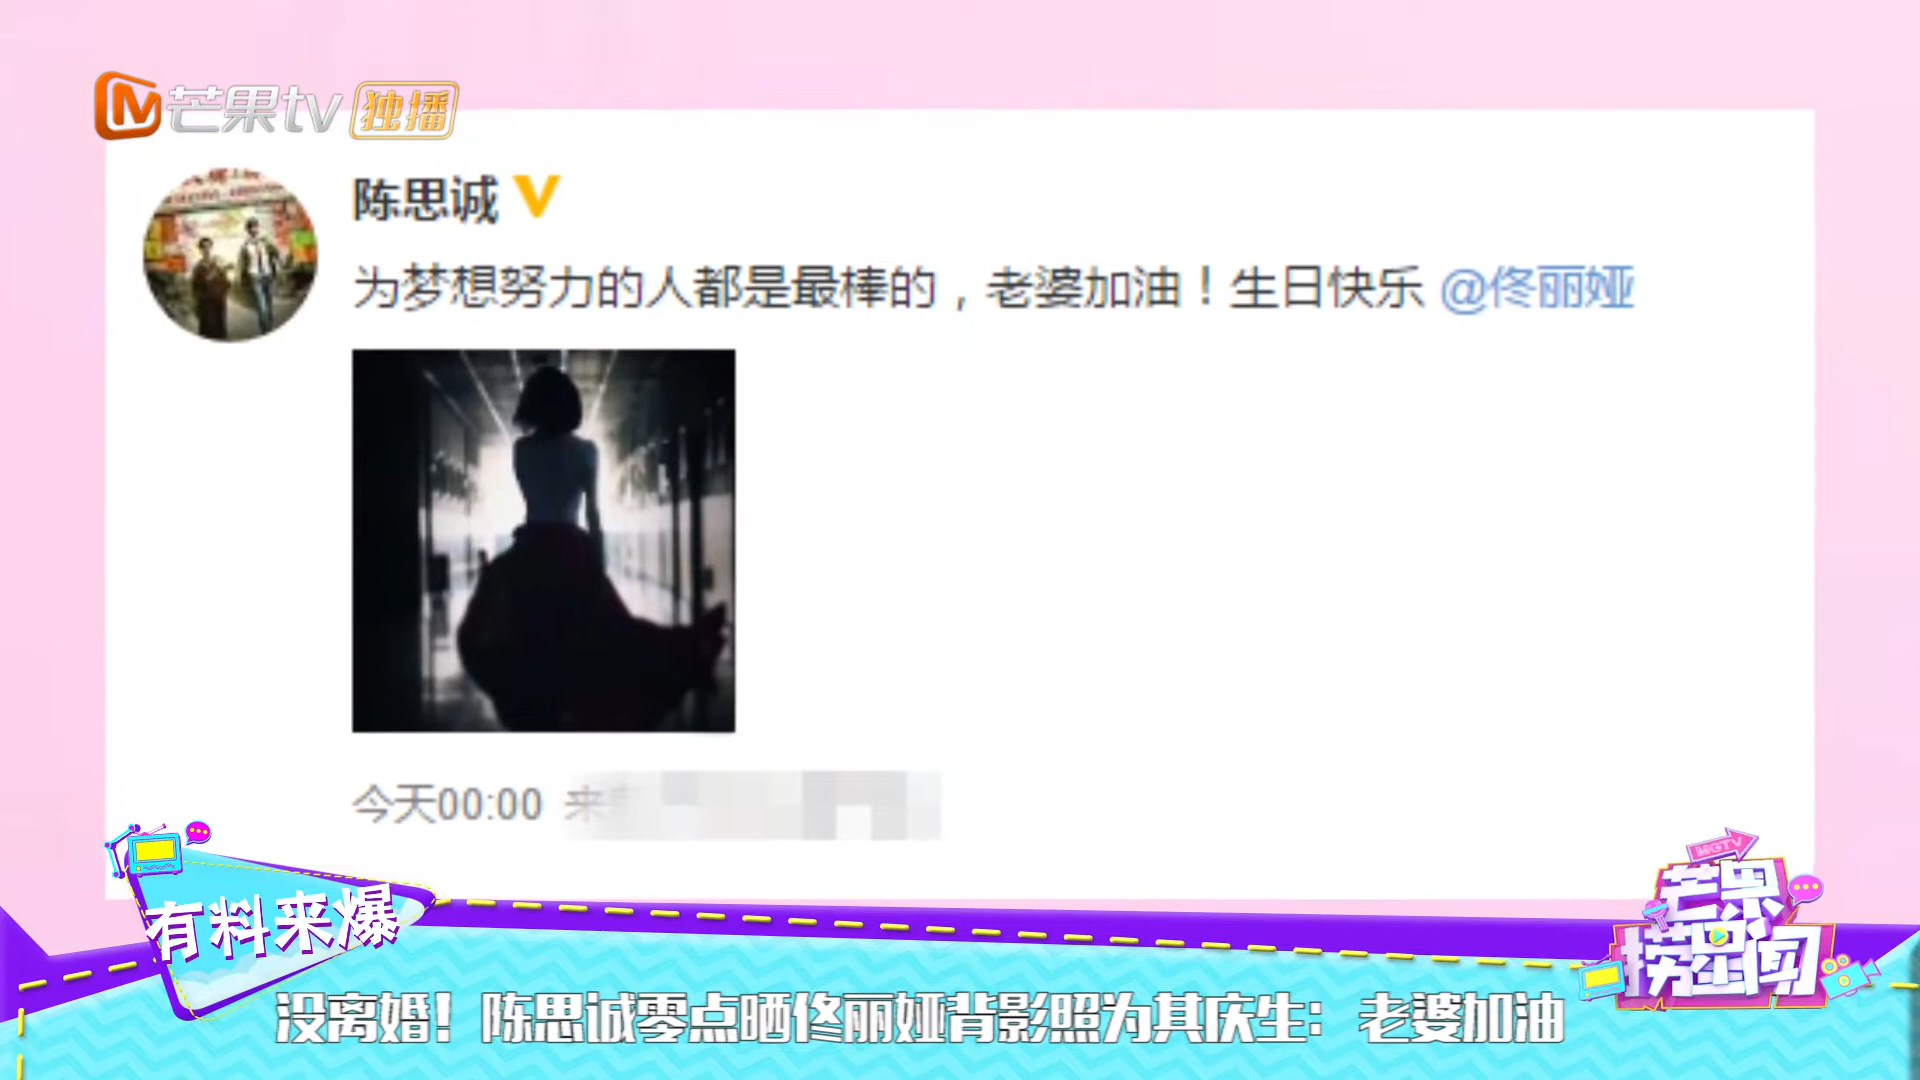 芒果tv 独播
陈思诚
为梦想努力的人都是最棒的，老婆加油！生日快乐 @佟丽娅
今天00:00 来
有料来爆
MGTV
芒果
捞星闻
没离婚！陈思诚零点晒佟丽娅背影照为其庆生：老婆加油